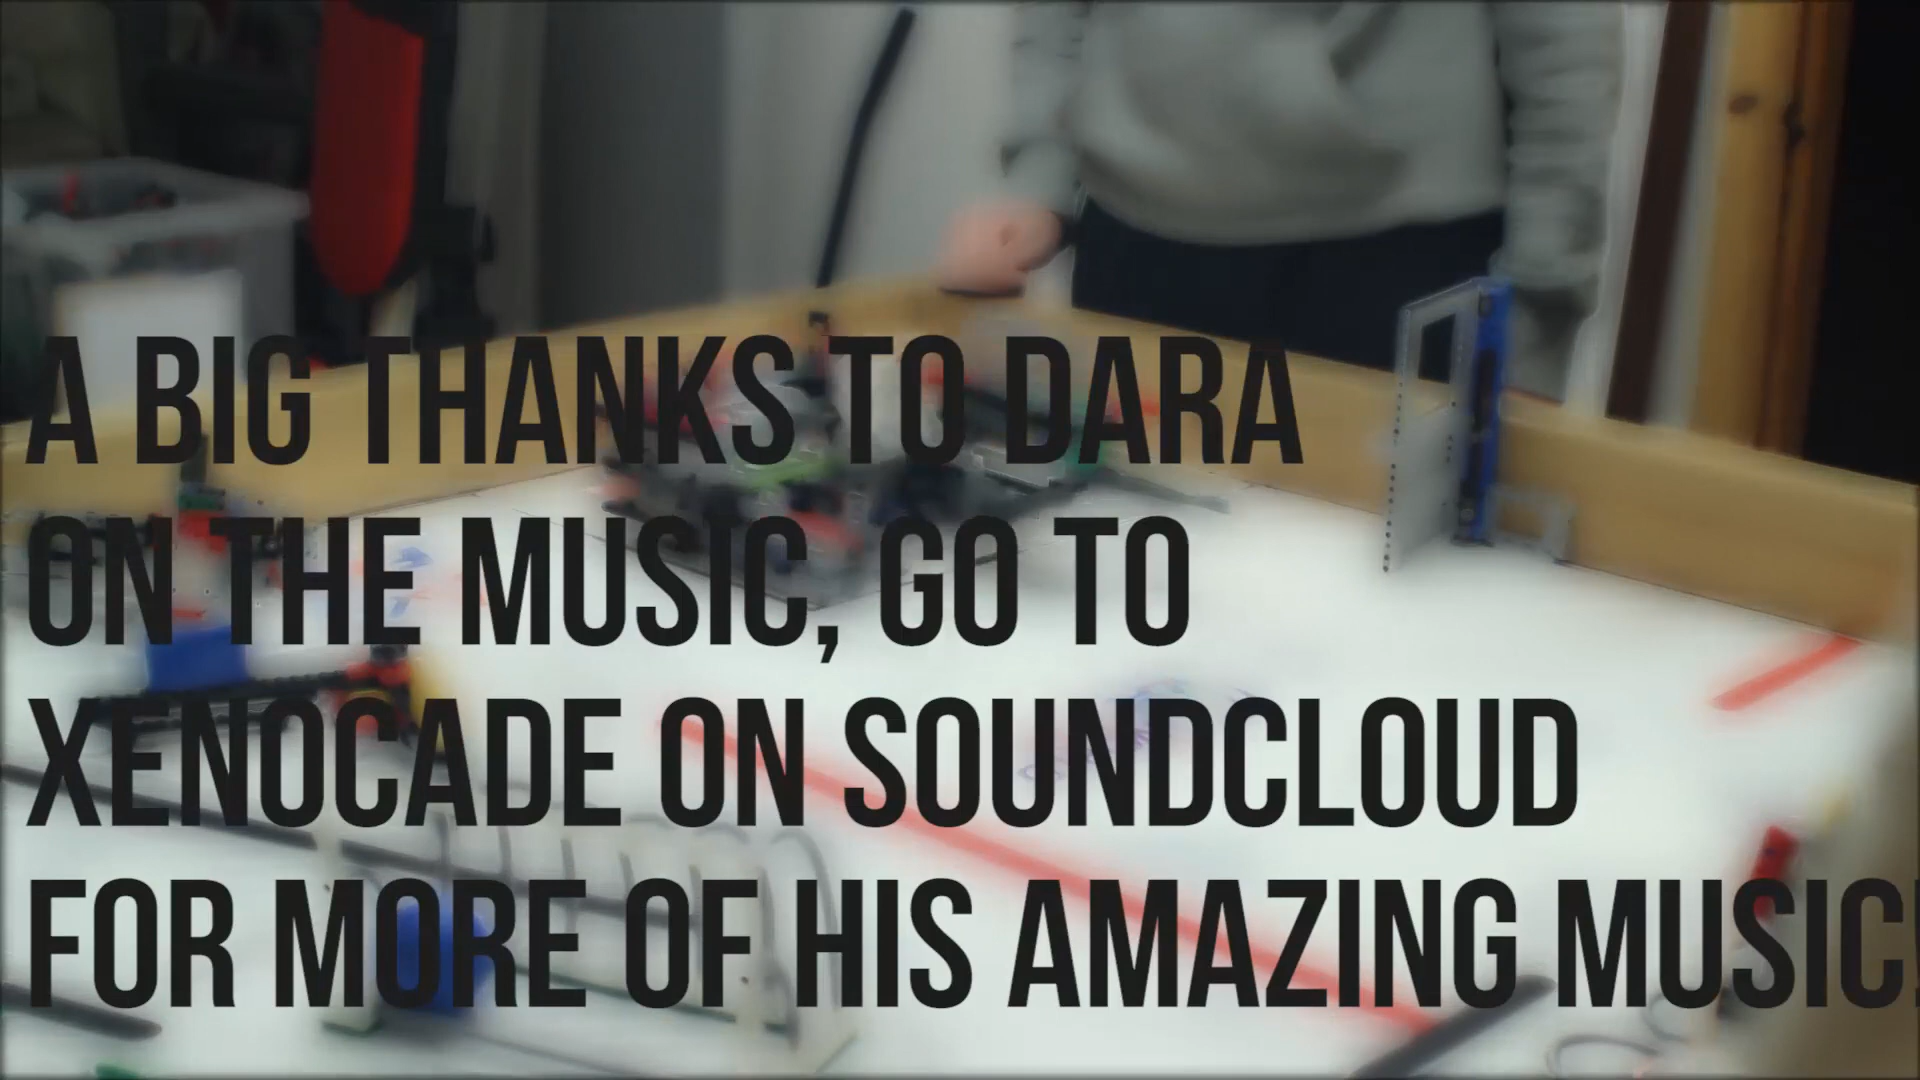 A BIG THANKS TO DARA
ON THE MUSIC, GO TO
XENOCADE ON SOUNDCLOUD
FOR MORE OF HIS AMAZING MUSIC!